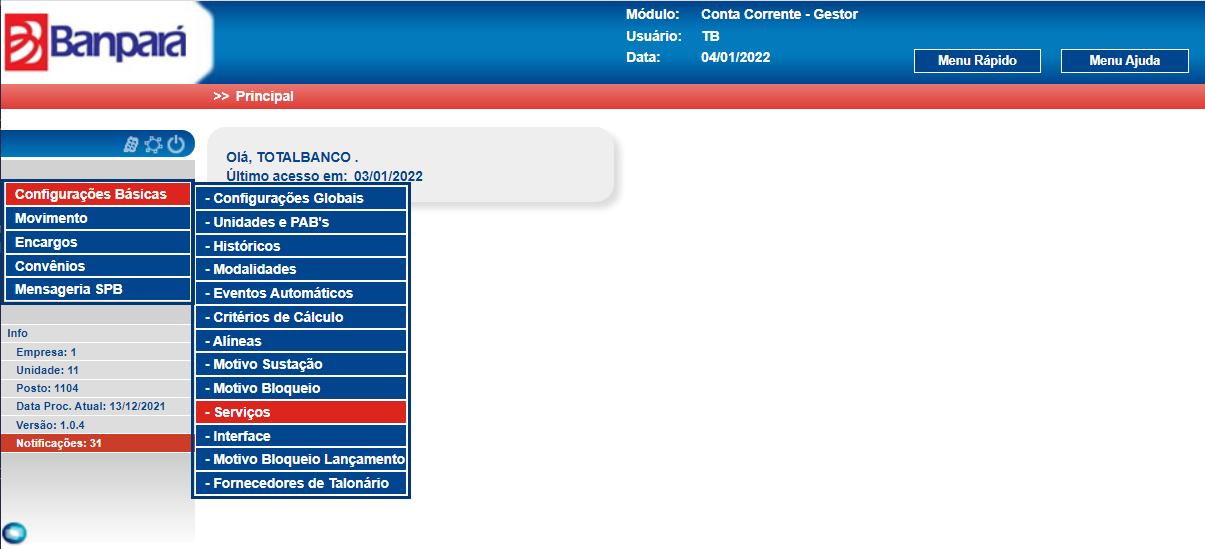 Banpará
Módulo: Conta Corrente - Gestor
Usuário: TB
Data: 04/01/2022
Menu Rápido
Menu Ajuda
>> Principal
Olá, TOTALBANCO .
Último acesso em: 03/01/2022
Configurações Básicas
Movimento
Encargos
Convênios
Mensageria SPB
- Configurações Globais
- Unidades e PAB's
- Históricos
- Modalidades
- Eventos Automáticos
- Critérios de Cálculo
- Alíneas
- Motivo Sustação
- Motivo Bloqueio
- Serviços
- Interface
- Motivo Bloqueio Lançamento
- Fornecedores de Talonário
Info
Empresa: 1
Unidade: 11
Posto: 1104
Data Proc. Atual: 13/12/2021
Versão: 1.0.4
Notificações: 31